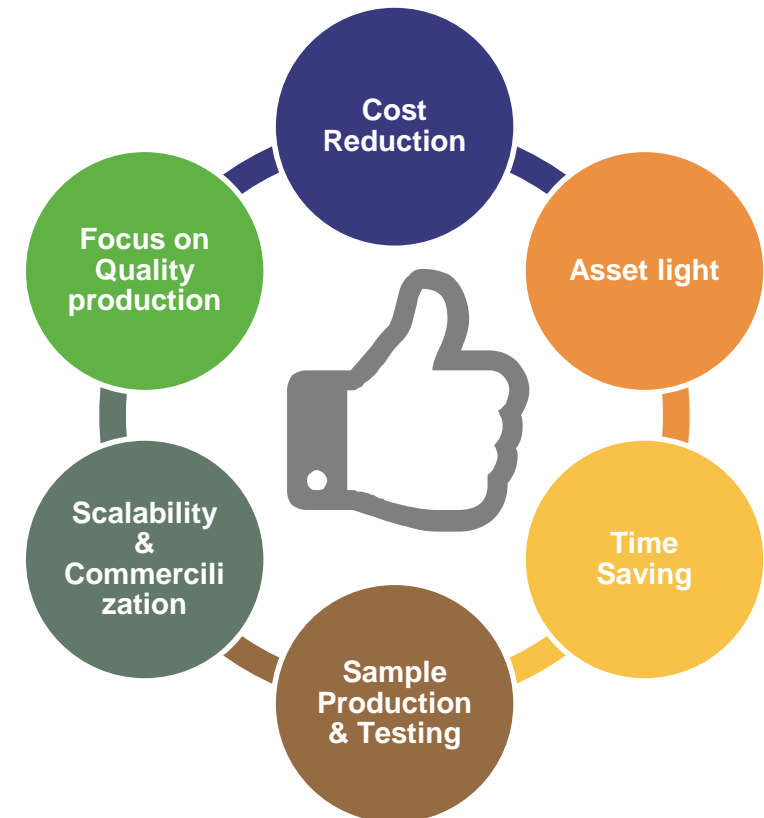 Cost
Reduction
Asset light
Time
Saving
Sample
Production
& Testing
Scalability
&
Commercili
zation
Focus on
Quality
production